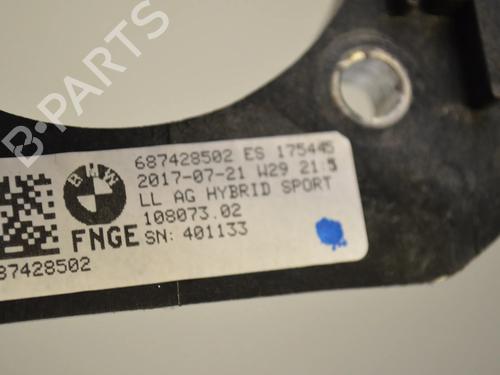 B-PARTS
687428502 ES 175445
2017-07-21 W29 21:5
LL AG HYBRID SPORT
108073.02
SN: 401133
BMW
FNGE
87428502